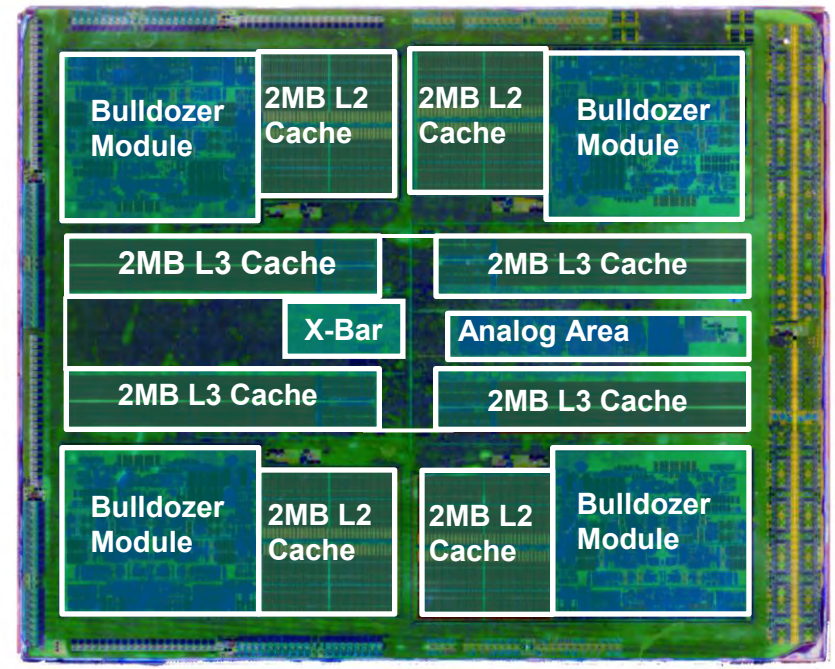 Bulldozer
Module
2MB L2
Cache
2MB L2
Cache
Bulldozer
Module
2MB L3 Cache
2MB L3 Cache
X-Bar
Analog Area
2MB L3 Cache
2MB L3 Cache
Bulldozer
Module
2MB L2
Cache
2MB L2
Cache
Bulldozer
Module